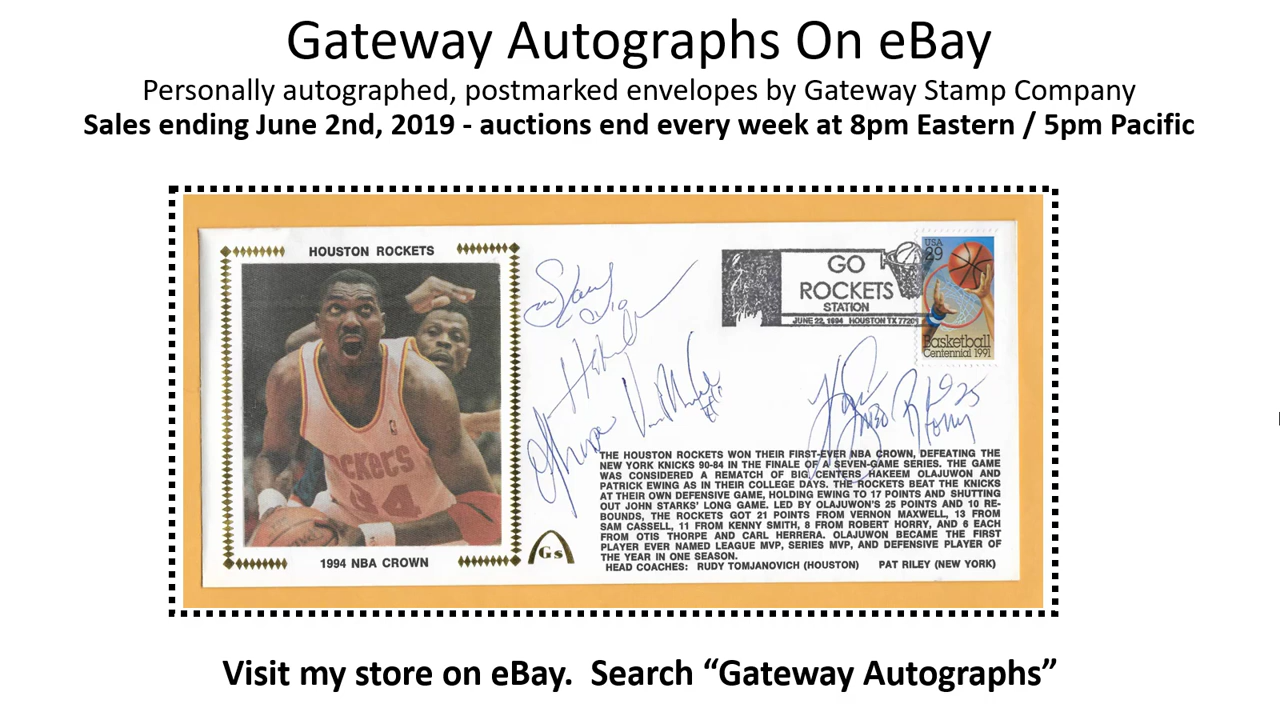 Gateway Autographs On eBay
Personally autographed, postmarked envelopes by Gateway Stamp Company
Sales ending June 2nd, 2019 - auctions end every week at 8pm Eastern / 5pm Pacific
HOUSTON ROCKETS
ROCKETS
34
1994 NBA CROWN
Gs
GO
ROCKETS
STATION
JUNE 22, 1994 HOUSTON TX 77201
USA
29
Basketball
Centennial 1991
THE HOUSTON ROCKETS WON THEIR FIRST-EVER NBA CROWN, DEFEATING THE
NEW YORK KNICKS 90-84 IN THE FINALE OF A SEVEN-GAME SERIES. THE GAME
WAS CONSIDERED A REMATCH OF BIG CENTERS HAKEEM OLAJUWON AND
PATRICK EWING AS IN THEIR COLLEGE DAYS. THE ROCKETS BEAT THE KNICKS
AT THEIR OWN DEFENSIVE GAME, HOLDING EWING TO 17 POINTS AND SHUTTING
OUT JOHN STARKS' LONG GAME. LED BY OLAJUWON'S 25 POINTS AND 10 RE-
BOUNDS, THE ROCKETS GOT 21 POINTS FROM VERNON MAXWELL, 13 FROM
SAM CASSELL, 11 FROM KENNY SMITH, 8 FROM ROBERT HORRY, AND 6 EACH
FROM OTIS THORPE AND CARL HERRERA. OLAJUWON BECAME THE FIRST
PLAYER EVER NAMED LEAGUE MVP, SERIES MVP, AND DEFENSIVE PLAYER OF
THE YEAR IN ONE SEASON.
HEAD COACHES: RUDY TOMJANOVICH (HOUSTON) PAT RILEY (NEW YORK)
Visit my store on eBay. Search “Gateway Autographs”